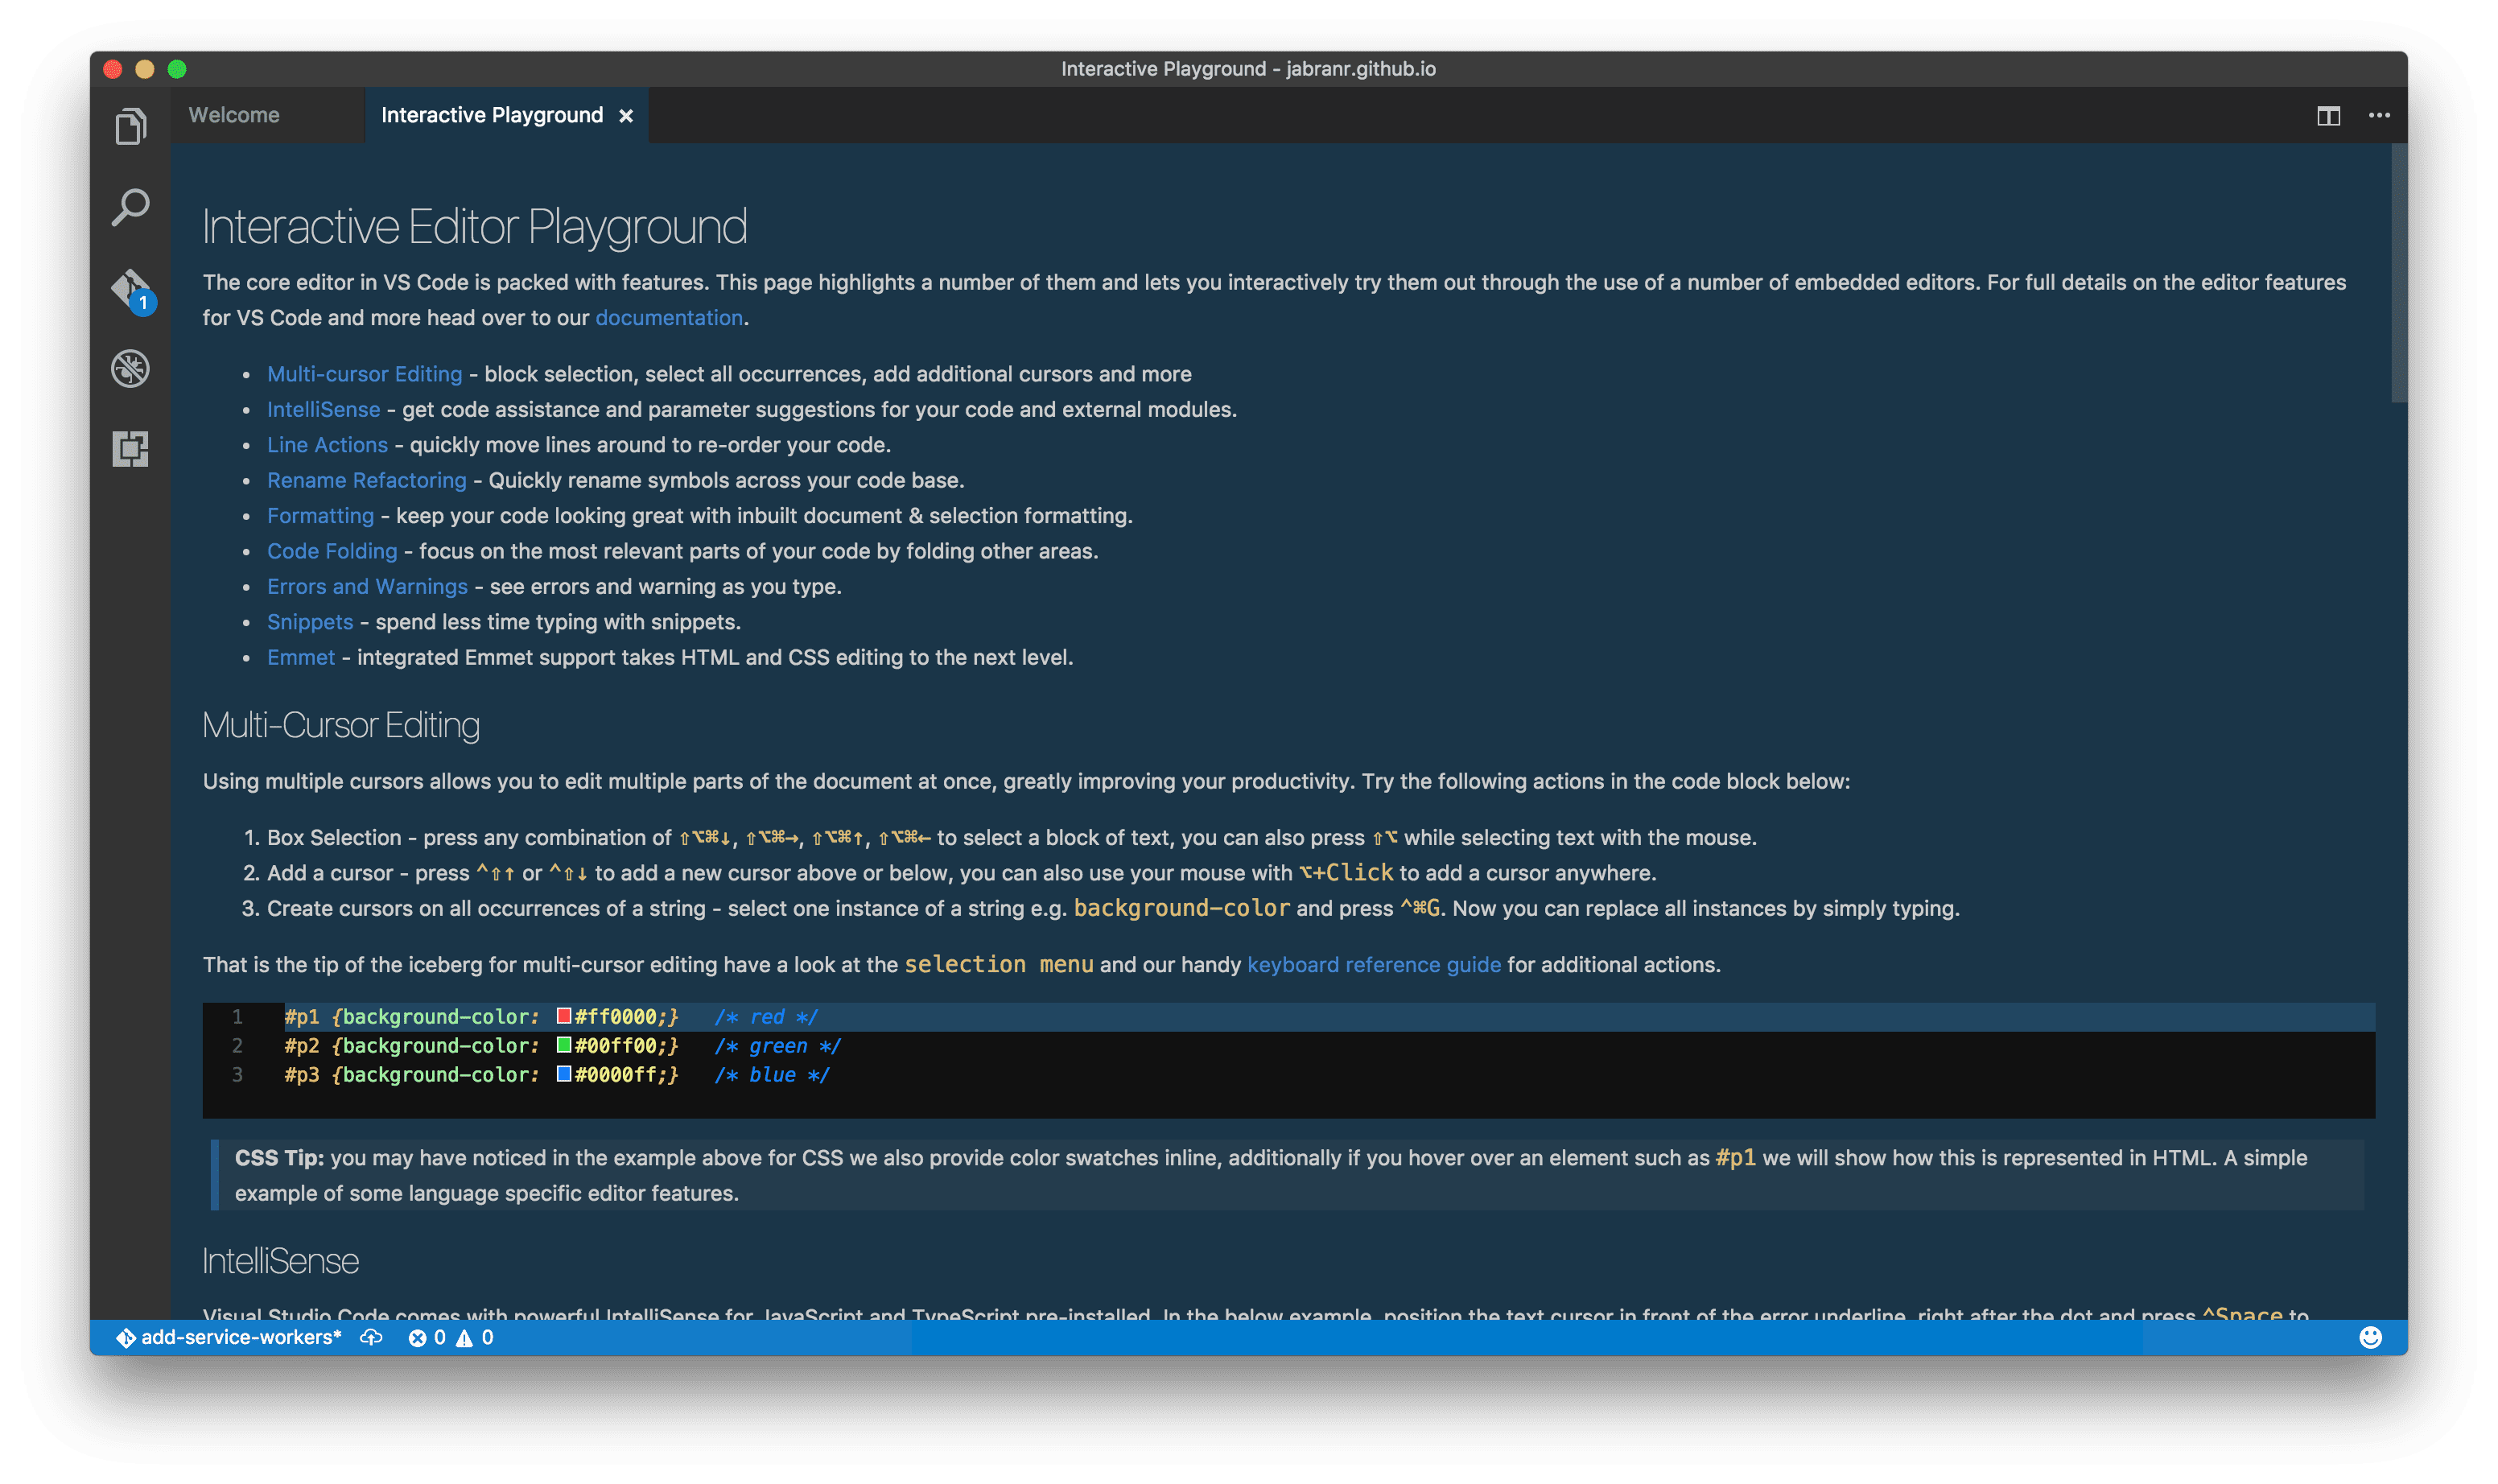 Interactive Playground - jabranr.github.io
Welcome
Interactive Playground ×
Interactive Editor Playground
The core editor in VS Code is packed with features. This page highlights a number of them and lets you interactively try them out through the use of a number of embedded editors. For full details on the editor features
for VS Code and more head over to our documentation.
• Multi-cursor Editing - block selection, select all occurrences, add additional cursors and more
• IntelliSense - get code assistance and parameter suggestions for your code and external modules.
• Line Actions - quickly move lines around to re-order your code.
• Rename Refactoring - Quickly rename symbols across your code base.
• Formatting - keep your code looking great with inbuilt document & selection formatting.
• Code Folding - focus on the most relevant parts of your code by folding other areas.
• Errors and Warnings - see errors and warning as you type.
• Snippets - spend less time typing with snippets.
• Emmet - integrated Emmet support takes HTML and CSS editing to the next level.
1
Multi-Cursor Editing
Using multiple cursors allows you to edit multiple parts of the document at once, greatly improving your productivity. Try the following actions in the code block below:
1. Box Selection - press any combination of ⇧⌥⌘↓, ⇧⌥⌘→, ⇧⌥⌘↑, ⇧⌥⌘← to select a block of text, you can also press ⇧⌥ while selecting text with the mouse.
2. Add a cursor - press ^⇧↑ or ^⇧↓ to add a new cursor above or below, you can also use your mouse with ⌥+Click to add a cursor anywhere.
3. Create cursors on all occurrences of a string - select one instance of a string e.g. background-color and press ^⌘G. Now you can replace all instances by simply typing.
That is the tip of the iceberg for multi-cursor editing have a look at the selection menu and our handy keyboard reference guide for additional actions.
1 #p1 {background-color: #ff0000;} /* red */
2 #p2 {background-color: #00ff00;} /* green */
3 #p3 {background-color: #0000ff;} /* blue */
CSS Tip: you may have noticed in the example above for CSS we also provide color swatches inline, additionally if you hover over an element such as #p1 we will show how this is represented in HTML. A simple
example of some language specific editor features.
IntelliSense
Visual Studio Code comes with powerful IntelliSense for JavaScript and TypeScript pre-installed. In the below example, position the text cursor in front of the error underline, right after the dot and press ^Space to
add-service-workers* 0 0